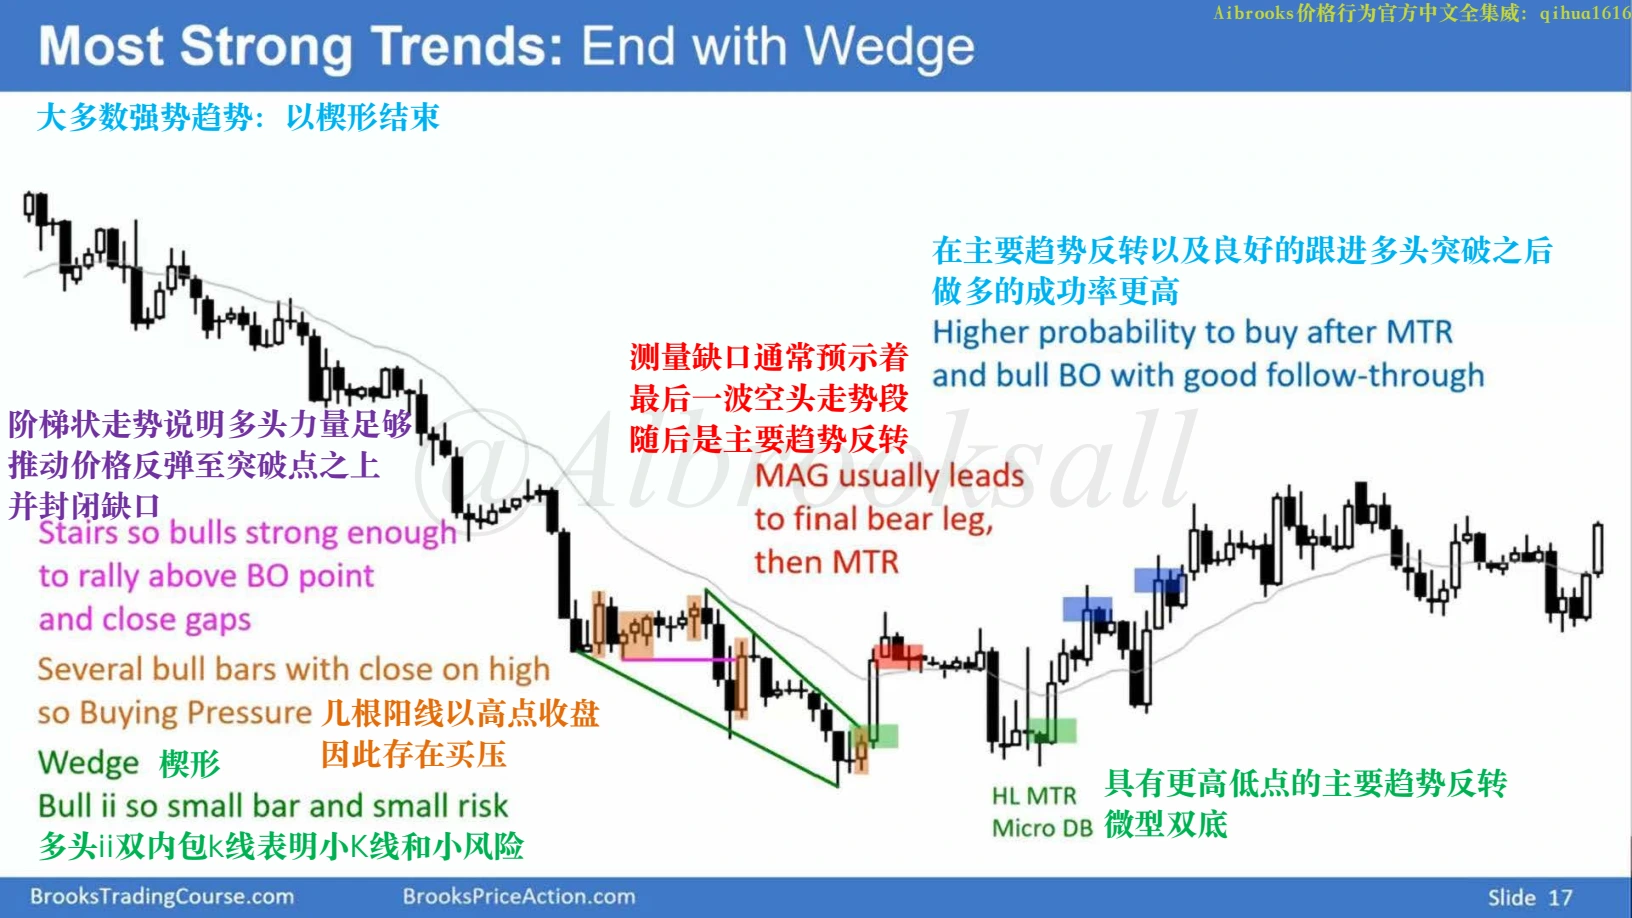 Aibrooks价格行为官方中文全集威: qihua1616
Most Strong Trends: End with Wedge
大多数强势趋势：以楔形结束
在主要趋势反转以及良好的跟进多头突破之后
做多的成功率更高
Higher probability to buy after MTR
and bull BO with good follow-through
测量缺口通常预示着
最后一波空头走势段
随后是主要趋势反转
MAG usually leads
to final bear leg,
then MTR
@Albrooksall
阶梯状走势说明多头力量足够
推动价格反弹至突破点之上
并封闭缺口
Stairs so bulls strong enough
to rally above BO point
and close gaps
Several bull bars with close on high
so Buying Pressure
几根阳线以高点收盘
因此存在买压
Wedge 楔形
Bull ii so small bar and small risk
多头ii双内包k线表明小K线和小风险
HL MTR
Micro DB
具有更高低点的主要趋势反转
微型双底
BrooksTradingCourse.com
BrooksPriceAction.com
Slide 17